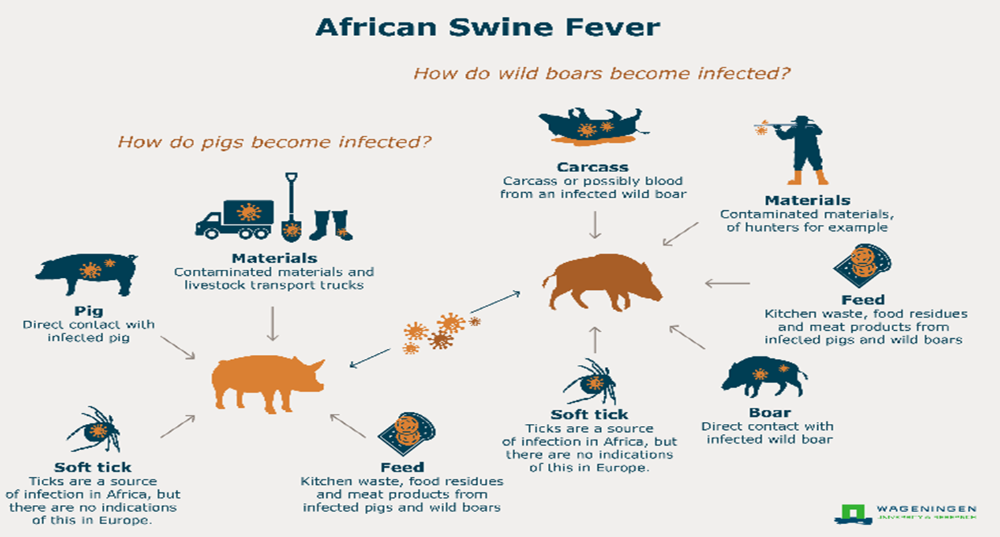 African Swine Fever
How do wild boars become infected?
How do pigs become infected?
Materials
Contaminated materials and
livestock transport trucks
Pig
Direct contact with
infected pig
Soft tick
Ticks are a source
of infection in Africa, but
there are no indications
of this in Europe.
Feed
Kitchen waste, food residues
and meat products from
infected pigs and wild boars
Carcass
Carcass or possibly blood
from an infected wild boar
Materials
Contaminated materials,
of hunters for example
Feed
Kitchen waste, food residues
and meat products from
infected pigs and wild boars
Boar
Direct contact with
infected wild boar
Soft tick
Ticks are a source
of infection in Africa, but
there are no indications
of this in Europe.
WAGENINGEN
UNIVERSITY & RESEARCH